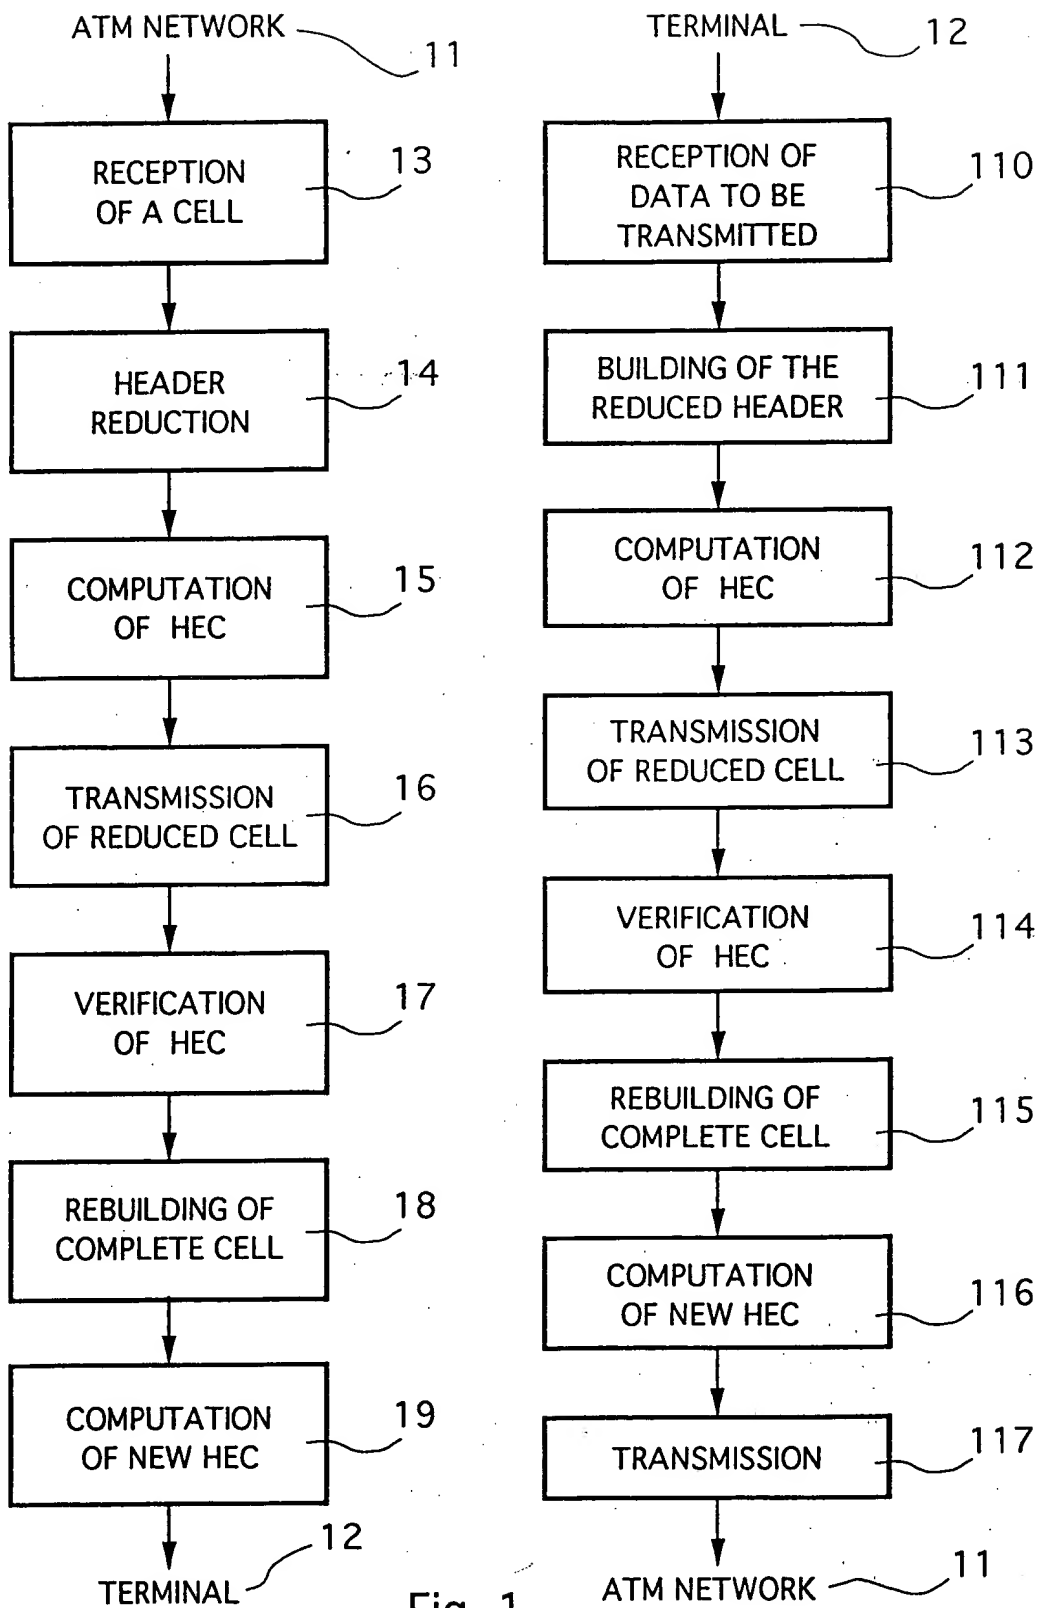 ATM NETWORK
11
RECEPTION
OF A CELL
13
HEADER
REDUCTION
14
COMPUTATION
OF HEC
15
TRANSMISSION
OF REDUCED CELL
16
VERIFICATION
OF HEC
17
REBUILDING OF
COMPLETE CELL
18
COMPUTATION
OF NEW HEC
19
TERMINAL
12
TERMINAL
12
RECEPTION OF
DATA TO BE
TRANSMITTED
110
BUILDING OF THE
REDUCED HEADER
111
COMPUTATION
OF HEC
112
TRANSMISSION
OF REDUCED CELL
113
VERIFICATION
OF HEC
114
REBUILDING OF
COMPLETE CELL
115
COMPUTATION
OF NEW HEC
116
TRANSMISSION
117
ATM NETWORK
11
Fig. 1